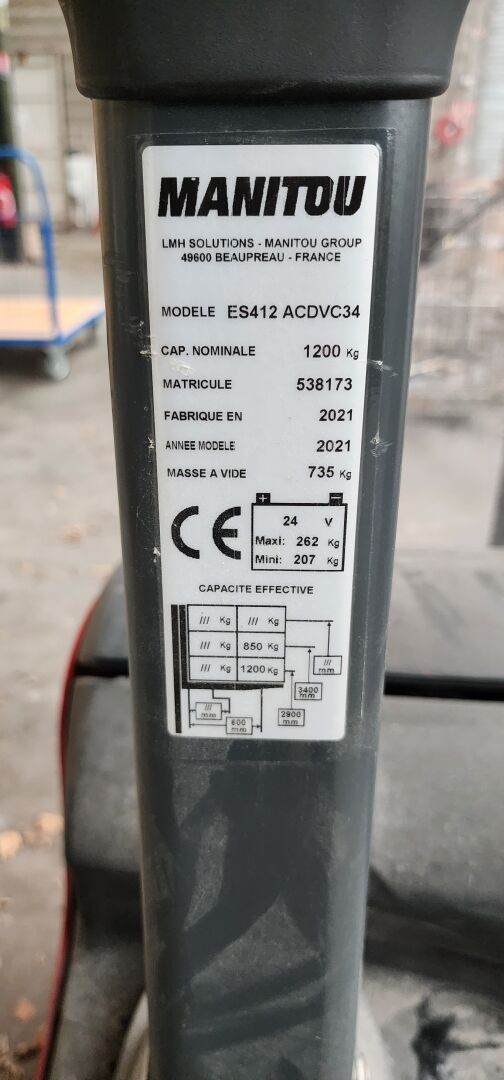 MANITOU
LMH SOLUTIONS - MANITOU GROUP
49600 BEAUPREAU - FRANCE
MODELE ES412 ACDVC34
CAP. NOMINALE 1200 Kg
MATRICULE 538173
FABRIQUE EN 2021
ANNEE MODELE 2021
MASSE A VIDE 735 Kg
CE
+ -
24 V
Maxi: 262 Kg
Mini: 207 Kg
CAPACITE EFFECTIVE
/// Kg /// Kg
/// Kg 850 Kg
/// Kg 1200 Kg
/// mm
3400 mm
2900 mm
/// mm
600 mm